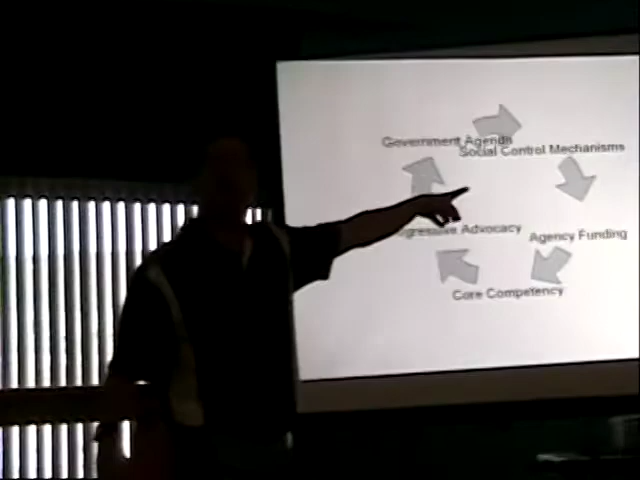 Government Agenda
Social Control Mechanisms
Advocacy
Agency Funding
Core Competency